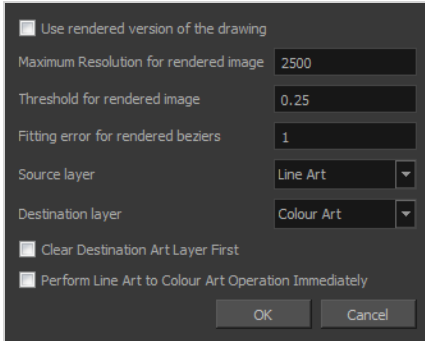 Use rendered version of the drawing
Maximum Resolution for rendered image 2500
Threshold for rendered image 0.25
Fitting error for rendered beziers 1
Source layer Line Art
Destination layer Colour Art
Clear Destination Art Layer First
Perform Line Art to Colour Art Operation Immediately
OK Cancel